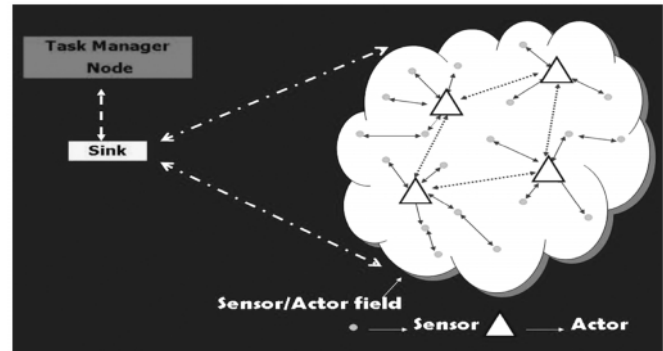 Task Manager
Node
Sink
Sensor/Actor field
Sensor
Actor